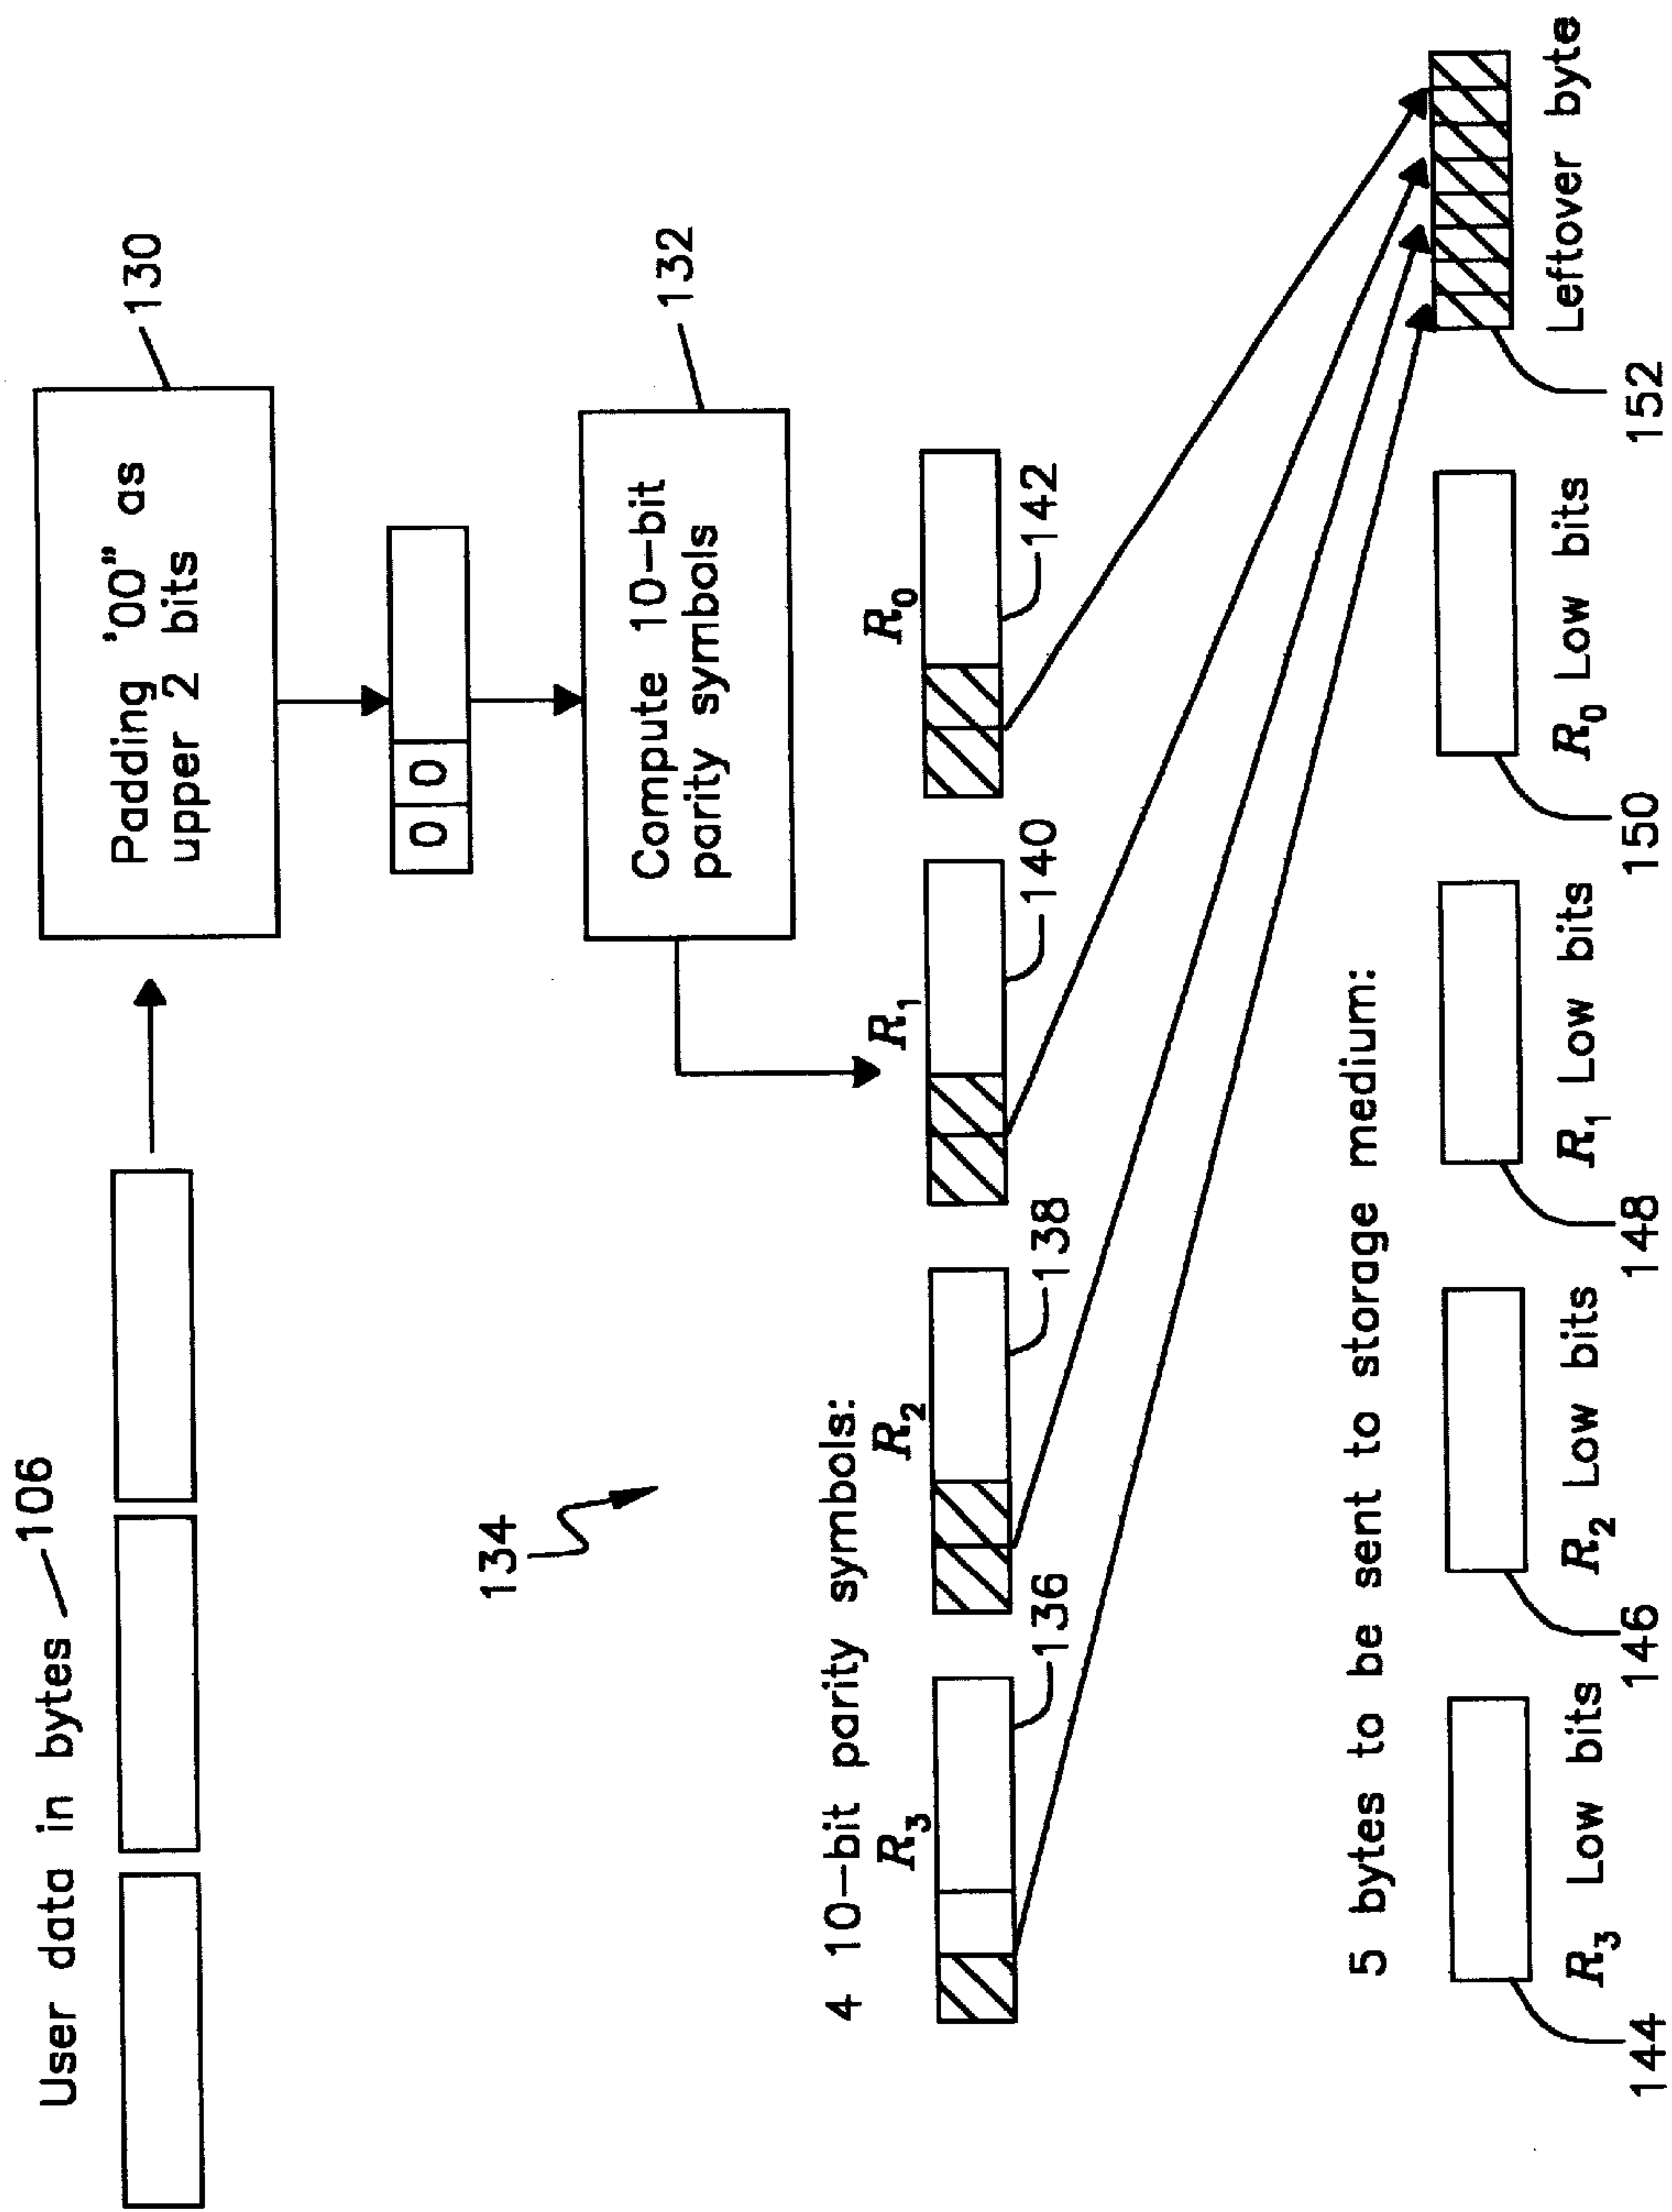 User data in bytes 106
Padding '00" as
upper 2 bits
130
0 0
Compute 10-bit
parity symbols
132
134
4 10-bit parity symbols:
R3 R2 R1 R0
136 138 140 142
5 bytes to be sent to storage medium:
R3 Low bits R2 Low bits R1 Low bits R0 Low bits Leftover byte
144 146 148 150 152